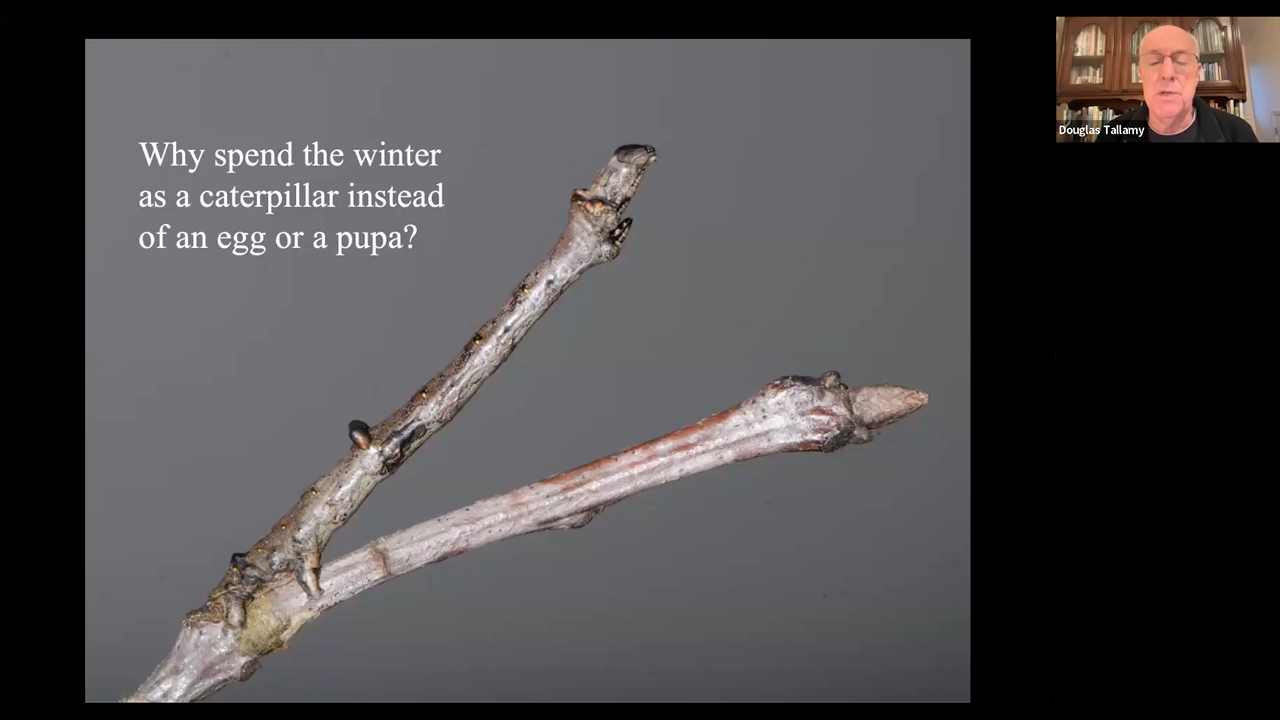 Why spend the winter
as a caterpillar instead
of an egg or a pupa?
Douglas Tallamy